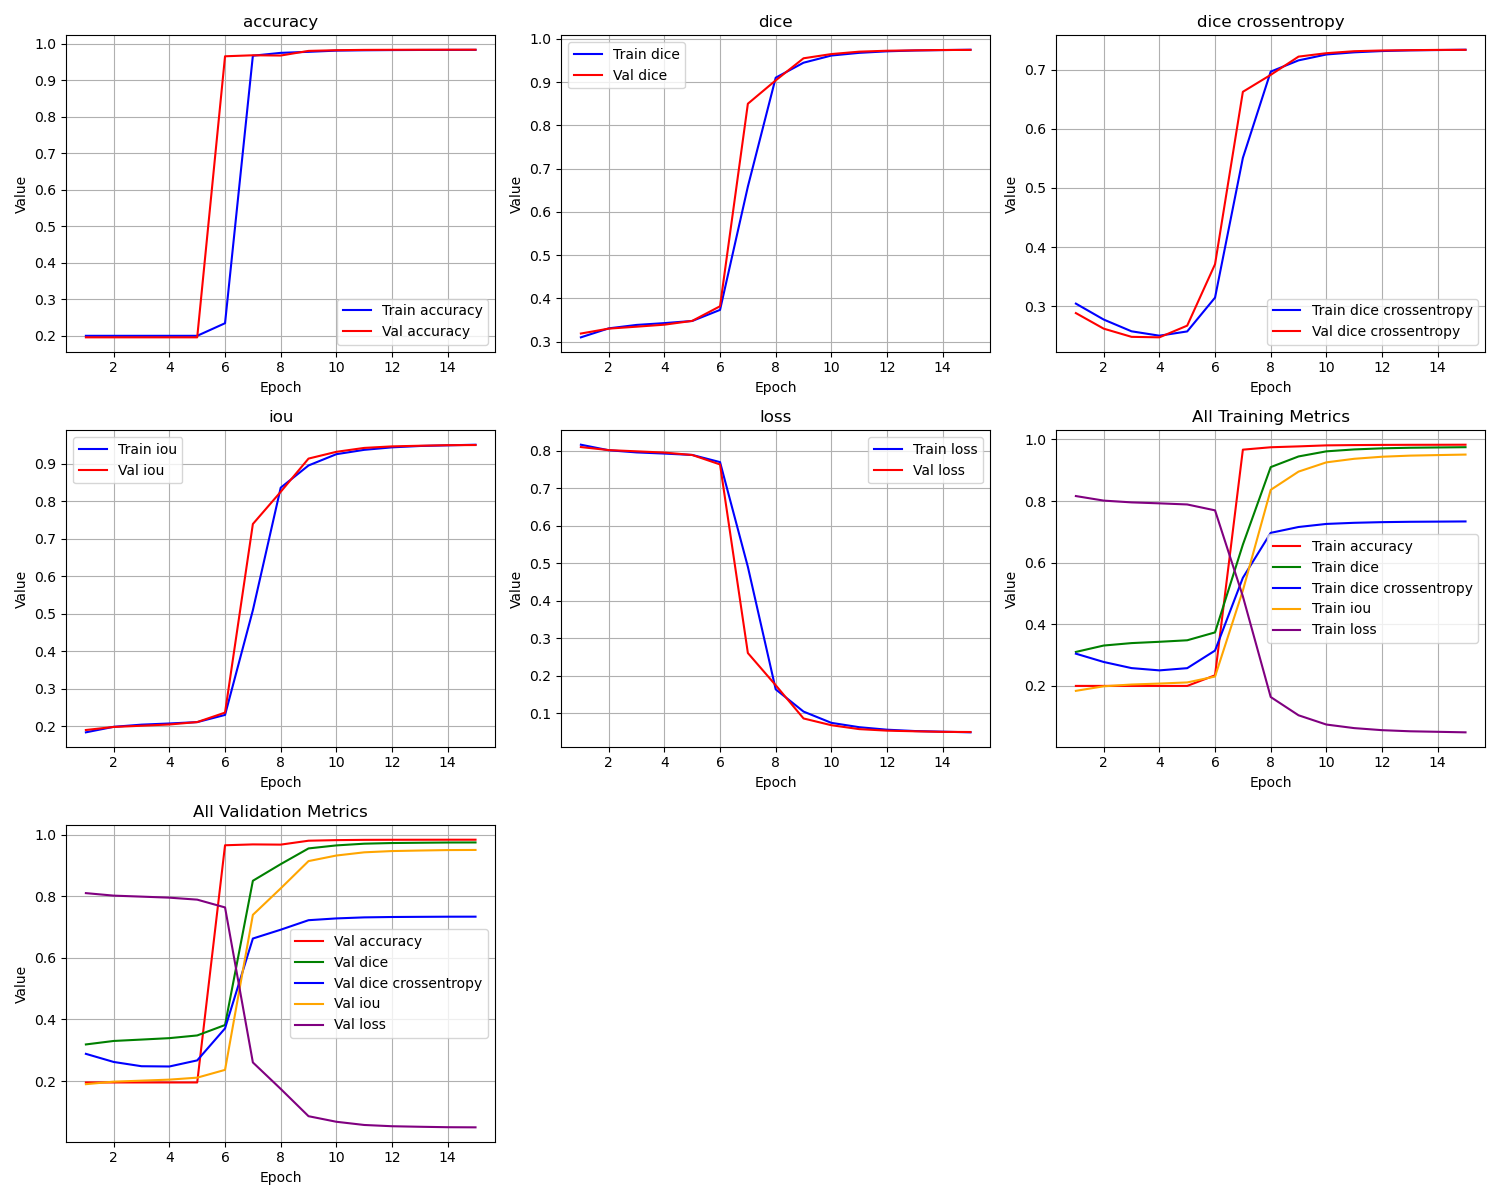 accuracy
1.0
0.9
0.8
0.7
0.6
0.5
0.4
0.3
0.2
Value
Train accuracy
Val accuracy
2 4 6 8 10 12 14
Epoch
dice
1.0
0.9
0.8
0.7
0.6
0.5
0.4
0.3
Value
Train dice
Val dice
2 4 6 8 10 12 14
Epoch
dice crossentropy
0.7
0.6
0.5
0.4
0.3
Value
Train dice crossentropy
Val dice crossentropy
2 4 6 8 10 12 14
Epoch
iou
0.9
0.8
0.7
0.6
0.5
0.4
0.3
0.2
Value
Train iou
Val iou
2 4 6 8 10 12 14
Epoch
loss
0.8
0.7
0.6
0.5
0.4
0.3
0.2
0.1
Value
Train loss
Val loss
2 4 6 8 10 12 14
Epoch
All Training Metrics
1.0
0.8
0.6
0.4
0.2
Value
Train accuracy
Train dice
Train dice crossentropy
Train iou
Train loss
2 4 6 8 10 12 14
Epoch
All Validation Metrics
1.0
0.8
0.6
0.4
0.2
Value
Val accuracy
Val dice
Val dice crossentropy
Val iou
Val loss
2 4 6 8 10 12 14
Epoch